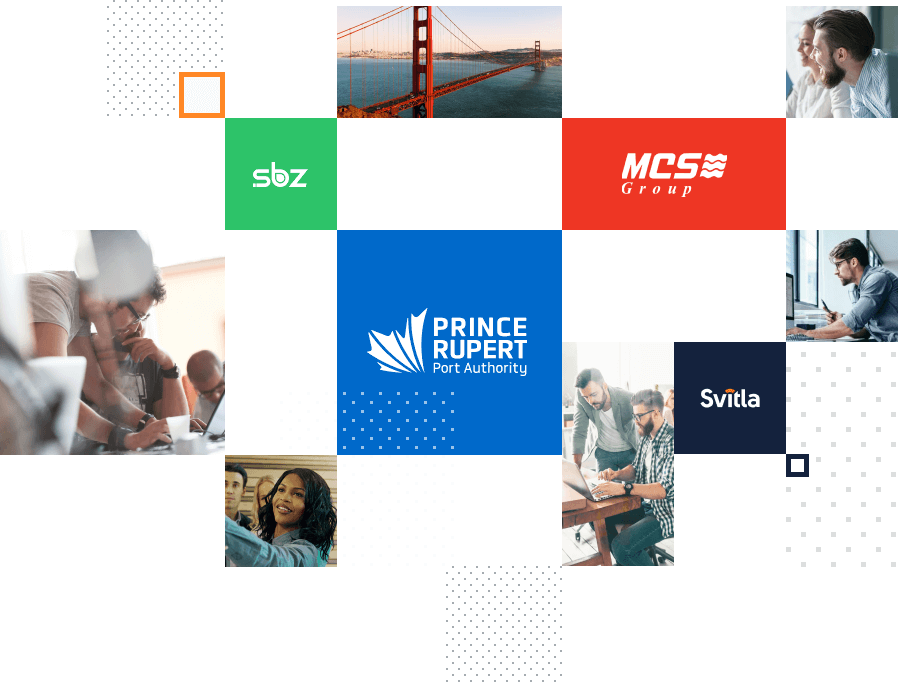 sbz
MCS
Group
PRINCE
RUPERT
Port Authority
Svitla